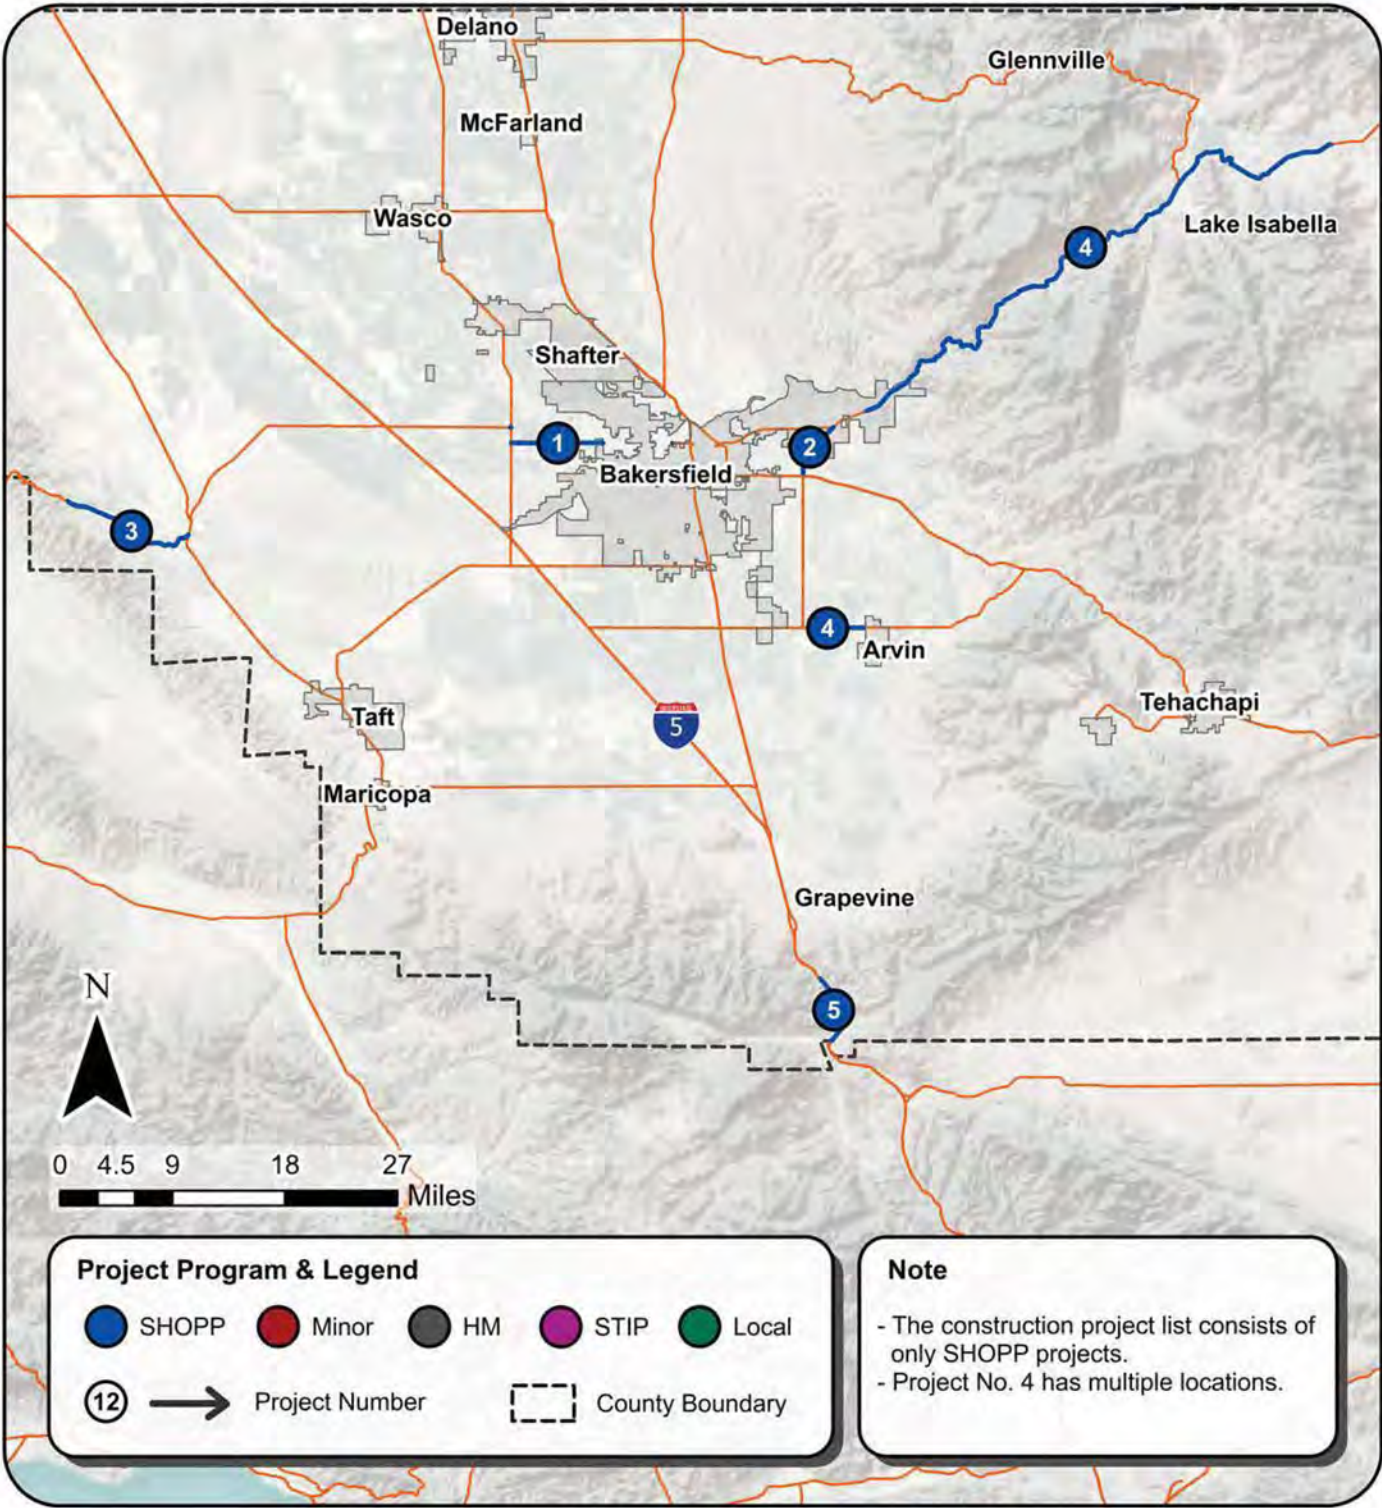 Delano
Glennville
McFarland
Wasco
Lake Isabella
4
Shafter
1
2
Bakersfield
3
4
Arvin
Tehachapi
Taft
5
Maricopa
Grapevine
N
5
0 4.5 9 18 27
Miles
Project Program & Legend
SHOPP Minor HM STIP Local
12 Project Number County Boundary
Note
- The construction project list consists of
only SHOPP projects.
- Project No. 4 has multiple locations.